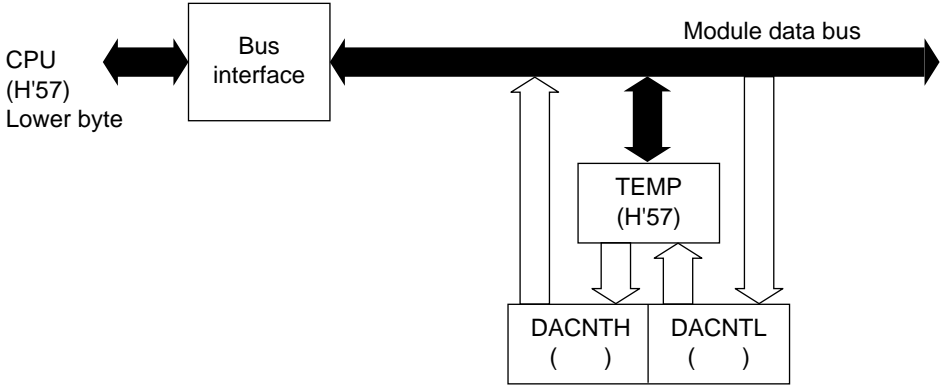 Module data bus
CPU
(H'57)
Lower byte
Bus
interface
TEMP
(H'57)
DACNTH
(      )
DACNTL
(      )